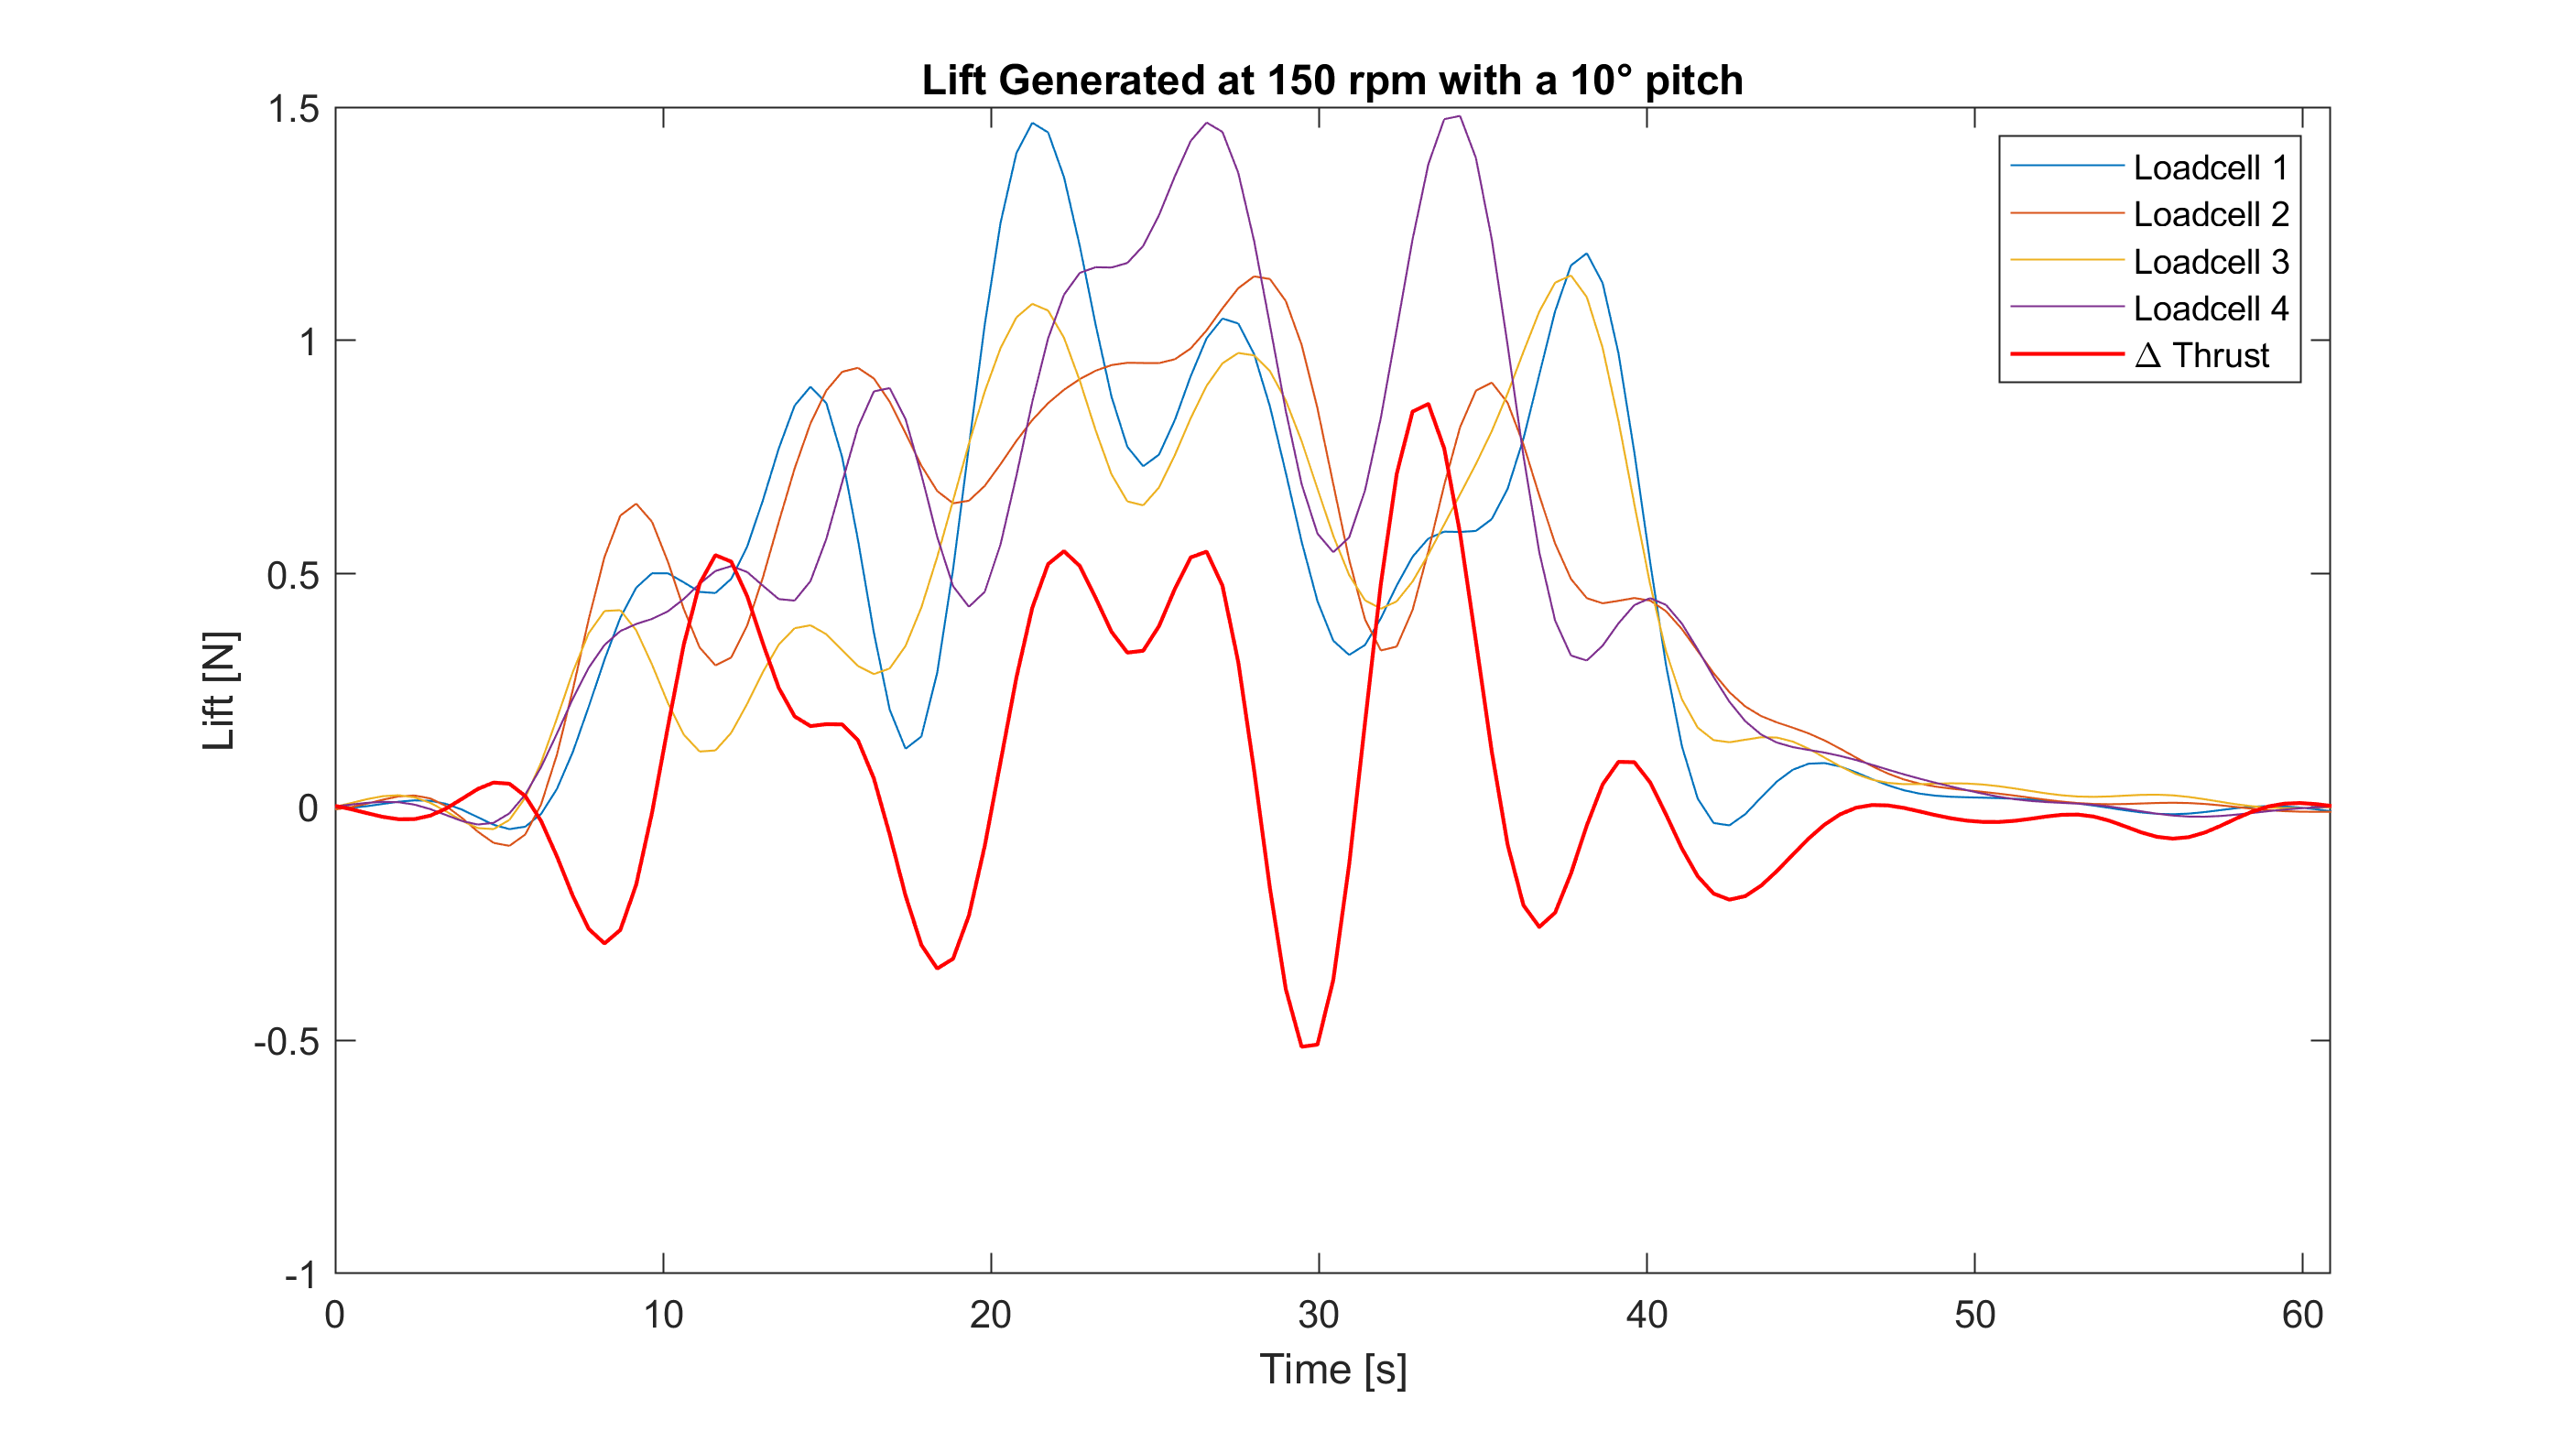 Lift Generated at 150 rpm with a 10° pitch
1.5
1
0.5
0
-0.5
-1
Lift [N]
Loadcell 1
Loadcell 2
Loadcell 3
Loadcell 4
Δ Thrust
0 10 20 30 40 50 60
Time [s]